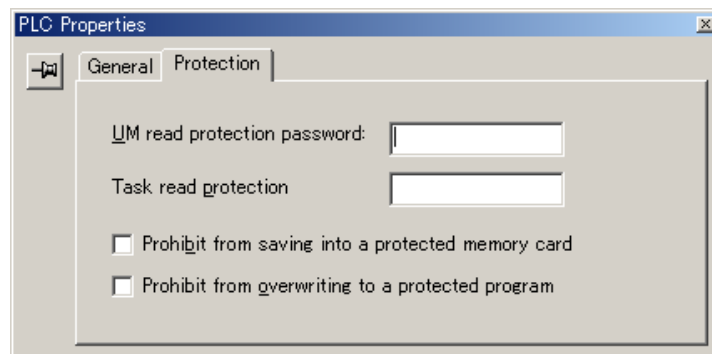 PLC Properties
General Protection
UM read protection password:
Task read protection
Prohibit from saving into a protected memory card
Prohibit from overwriting to a protected program